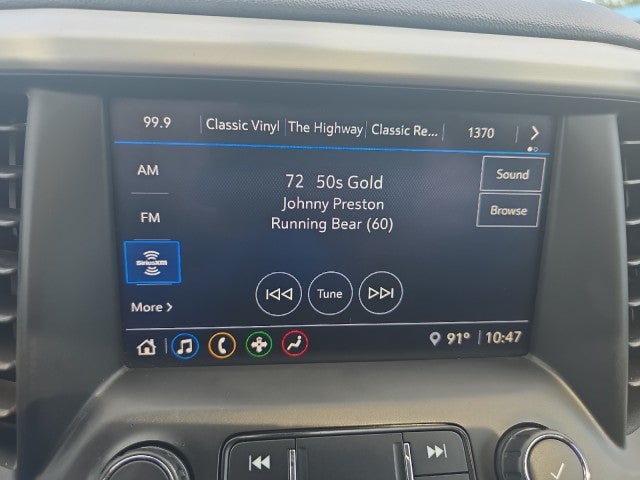 99.9 Classic Vinyl The Highway Classic Re... 1370
AM
72 50s Gold
Sound
Johnny Preston
FM
Running Bear (60)
Browse
SiriusXM
More
Tune
91° 10:47